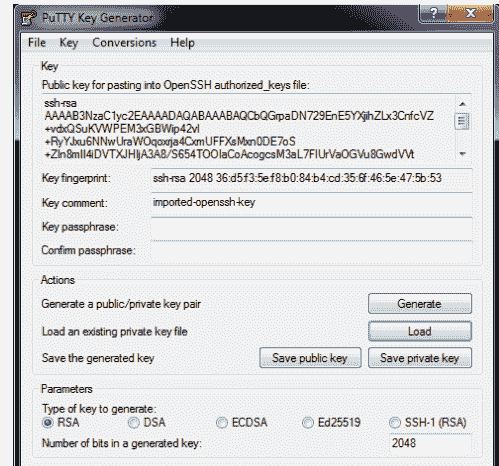 PuTTY Key Generator
File Key Conversions Help
Key
Public key for pasting into OpenSSH authorized_keys file:
ssh-rsa
AAAAB3NzaC1yc2EAAAADAQABAAABAQCbQGrpaDN729EnE5YXjihZLx3CnfcVZ
+vdxQSuKVWPEM3xGBWip42vl
+RyYJxu6NNwUraWOqoxrja4CxmUFFXsMxn0DE7oS
+ZIn8mlI4iDVTXJHIjA3A8/S654TOOIaCoAcogcsM3aL7FIUrVaOGVu8GwdVVt
Key fingerprint: ssh-rsa 2048 36:d5:f3:5e:f8:b0:84:b4:cd:35:6f:46:5e:47:5b:53
Key comment: imported-openssh-key
Key passphrase:
Confirm passphrase:
Actions
Generate a public/private key pair Generate
Load an existing private key file Load
Save the generated key Save public key Save private key
Parameters
Type of key to generate:
RSA DSA ECDSA Ed25519 SSH-1 (RSA)
Number of bits in a generated key: 2048